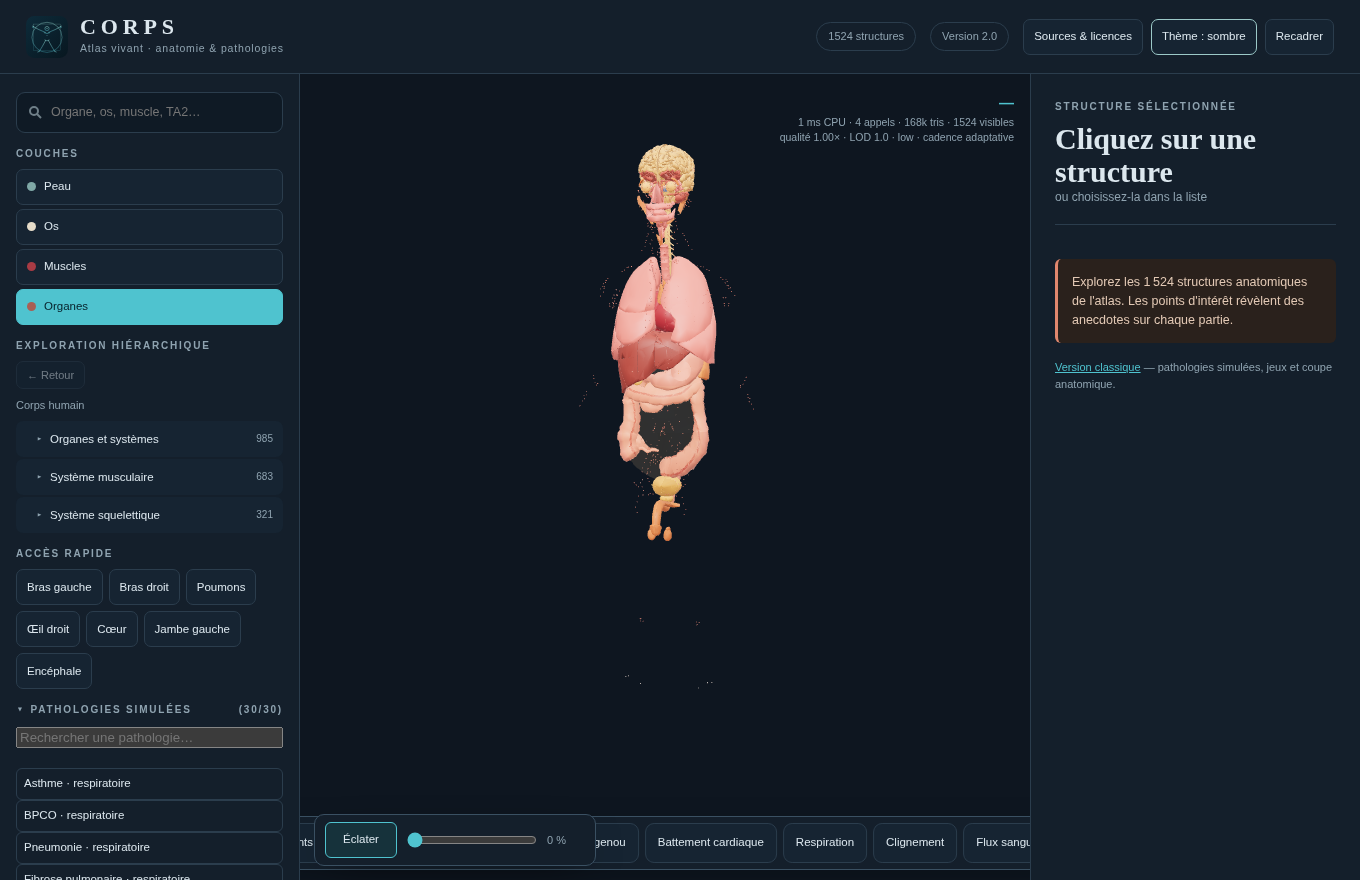 CORPS
Atlas vivant · anatomie & pathologies
1524 structures
Version 2.0
Sources & licences
Thème : sombre
Recadrer
Organe, os, muscle, TA2…
COUCHES
Peau
Os
Muscles
Organes
EXPLORATION HIÉRARCHIQUE
← Retour
Corps humain
Organes et systèmes 985
Système musculaire 683
Système squelettique 321
ACCÈS RAPIDE
Bras gauche
Bras droit
Poumons
Œil droit
Cœur
Jambe gauche
Encéphale
PATHOLOGIES SIMULÉES (30/30)
Rechercher une pathologie…
Asthme · respiratoire
BPCO · respiratoire
Pneumonie · respiratoire
Fibrose pulmonaire · respiratoire
—
1 ms CPU · 4 appels · 168k tris · 1524 visibles
qualité 1.00× · LOD 1.0 · low · cadence adaptative
Éclater
0 %
genou
Battement cardiaque
Respiration
Clignement
Flux sangu
STRUCTURE SÉLECTIONNÉE
Cliquez sur une
structure
ou choisissez-la dans la liste
Explorez les 1 524 structures anatomiques
de l'atlas. Les points d'intérêt révèlent des
anecdotes sur chaque partie.
Version classique — pathologies simulées, jeux et coupe
anatomique.